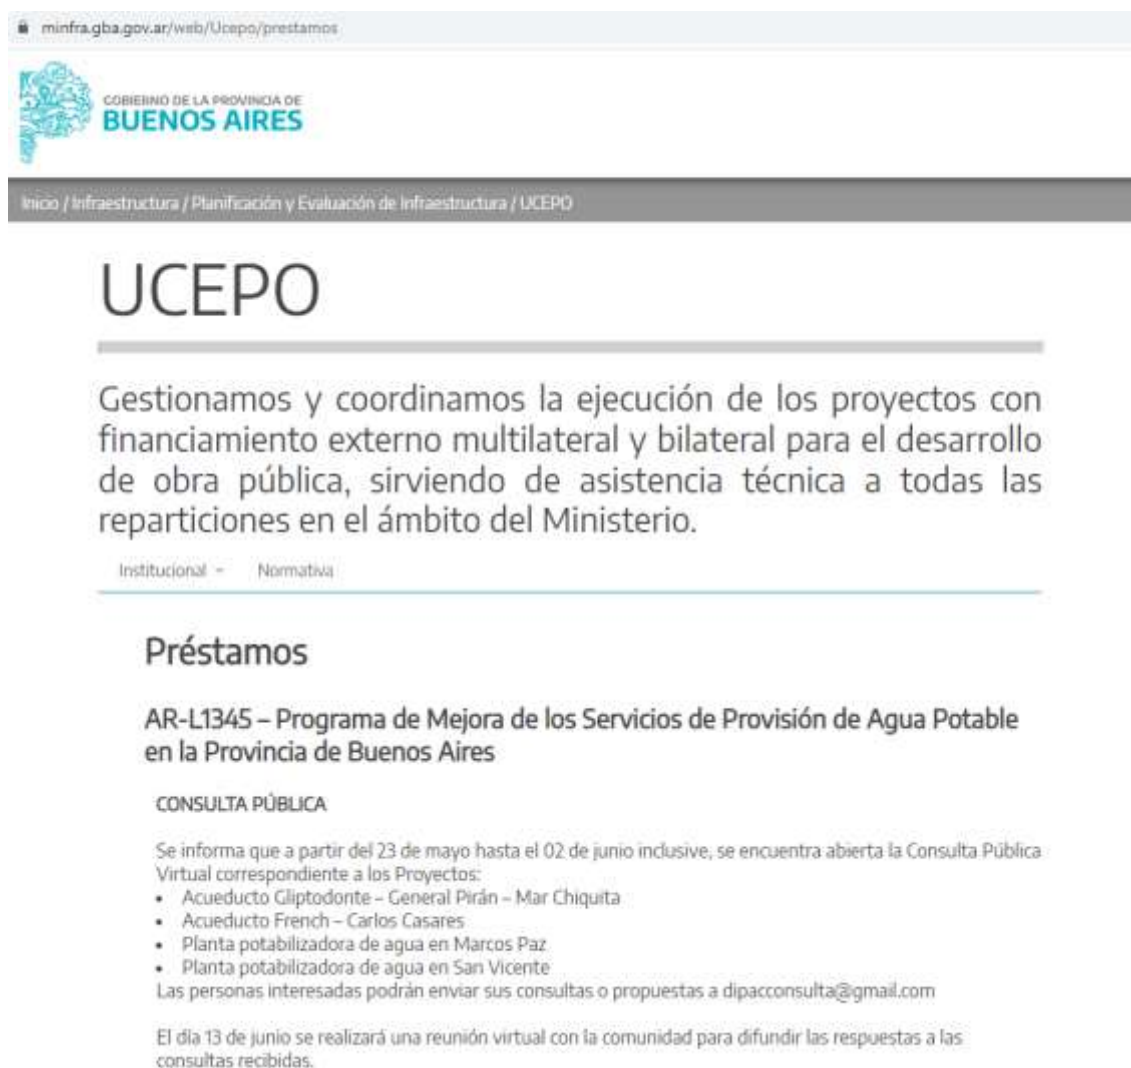 minfra.gba.gov.ar/web/Ucepo/prestamos
GOBIERNO DE LA PROVINCIA DE
BUENOS AIRES
Inicio / Infraestructura / Planificación y Evaluación de Infraestructura / UCEPO
UCEPO
Gestionamos y coordinamos la ejecución de los proyectos con
financiamiento externo multilateral y bilateral para el desarrollo
de obra pública, sirviendo de asistencia técnica a todas las
reparticiones en el ámbito del Ministerio.
Institucional Normativa
Préstamos
AR-L1345 – Programa de Mejora de los Servicios de Provisión de Agua Potable
en la Provincia de Buenos Aires
CONSULTA PÚBLICA
Se informa que a partir del 23 de mayo hasta el 02 de junio inclusive, se encuentra abierta la Consulta Pública
Virtual correspondiente a los Proyectos:
• Acueducto Gliptodonte – General Pirán – Mar Chiquita
• Acueducto French – Carlos Casares
• Planta potabilizadora de agua en Marcos Paz
• Planta potabilizadora de agua en San Vicente
Las personas interesadas podrán enviar sus consultas o propuestas a dipacconsulta@gmail.com
El día 13 de junio se realizará una reunión virtual con la comunidad para difundir las respuestas a las
consultas recibidas.